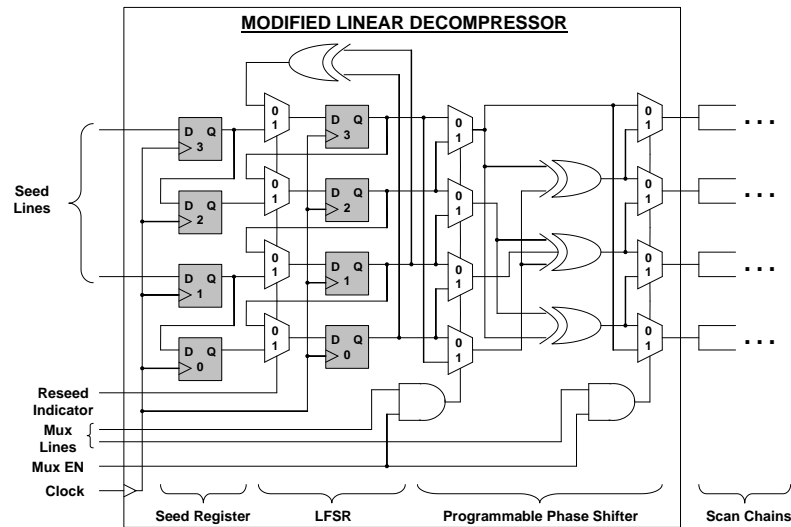 MODIFIED LINEAR DECOMPRESSOR
0
1
D Q
3
0
1
D Q
3
0
1
0
1
...
Seed
Lines
D Q
2
0
1
D Q
2
0
1
0
1
...
D Q
1
0
1
D Q
1
0
1
0
1
...
D Q
0
0
1
D Q
0
0
1
0
1
...
Reseed
Indicator
Mux
Lines
Mux EN
Clock
Seed Register
LFSR
Programmable Phase Shifter
Scan Chains